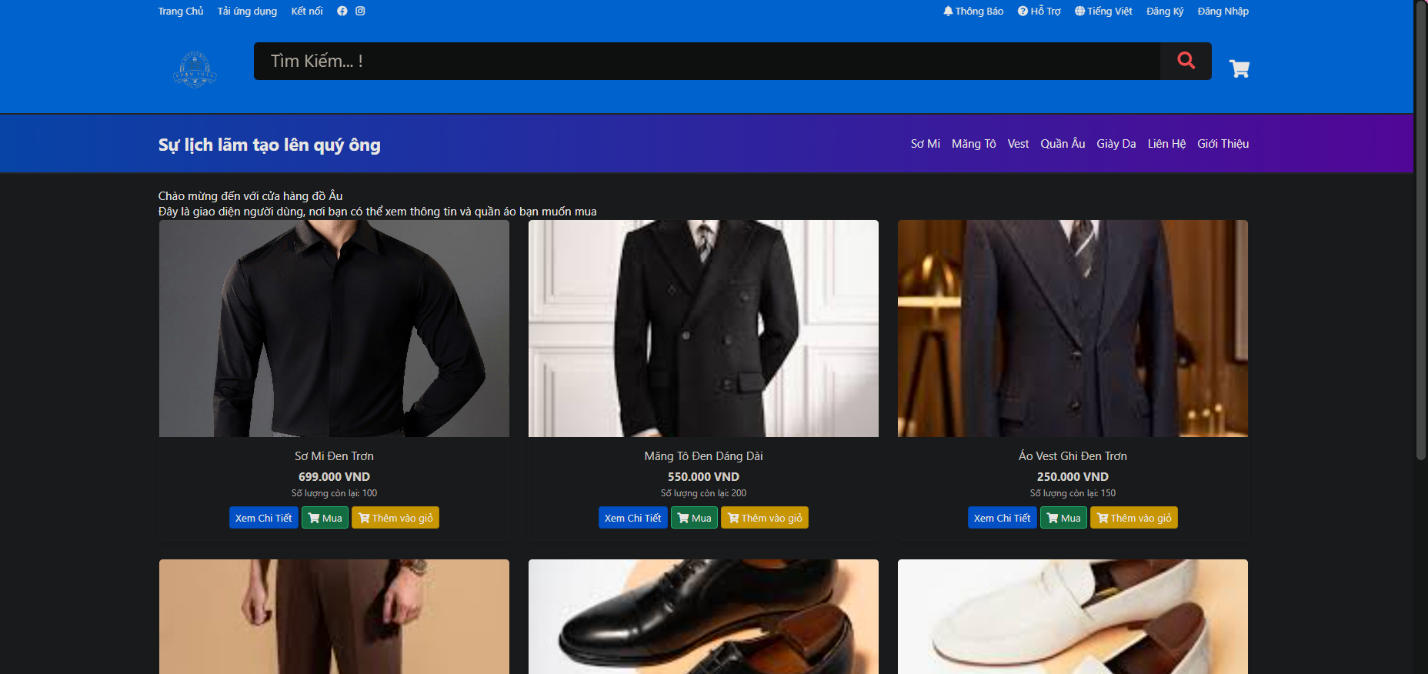 Trang Chủ Tải ứng dụng Kết nối Thông Báo Hỗ Trợ Tiếng Việt Đăng Ký Đăng Nhập
Tìm Kiếm... !
Sự lịch lãm tạo lên quý ông Sơ Mi Măng Tô Vest Quần Âu Giày Da Liên Hệ Giới Thiệu
Chào mừng đến với cửa hàng đồ Âu
Đây là giao diện người dùng, nơi bạn có thể xem thông tin và quần áo bạn muốn mua
Sơ Mi Đen Trơn Măng Tô Đen Dáng Dài Áo Vest Ghi Đen Trơn
699.000 VND 550.000 VND 250.000 VND
Số lượng còn lại: 100 Số lượng còn lại: 200 Số lượng còn lại: 150
Xem Chi Tiết Mua Thêm vào giỏ Xem Chi Tiết Mua Thêm vào giỏ Xem Chi Tiết Mua Thêm vào giỏ